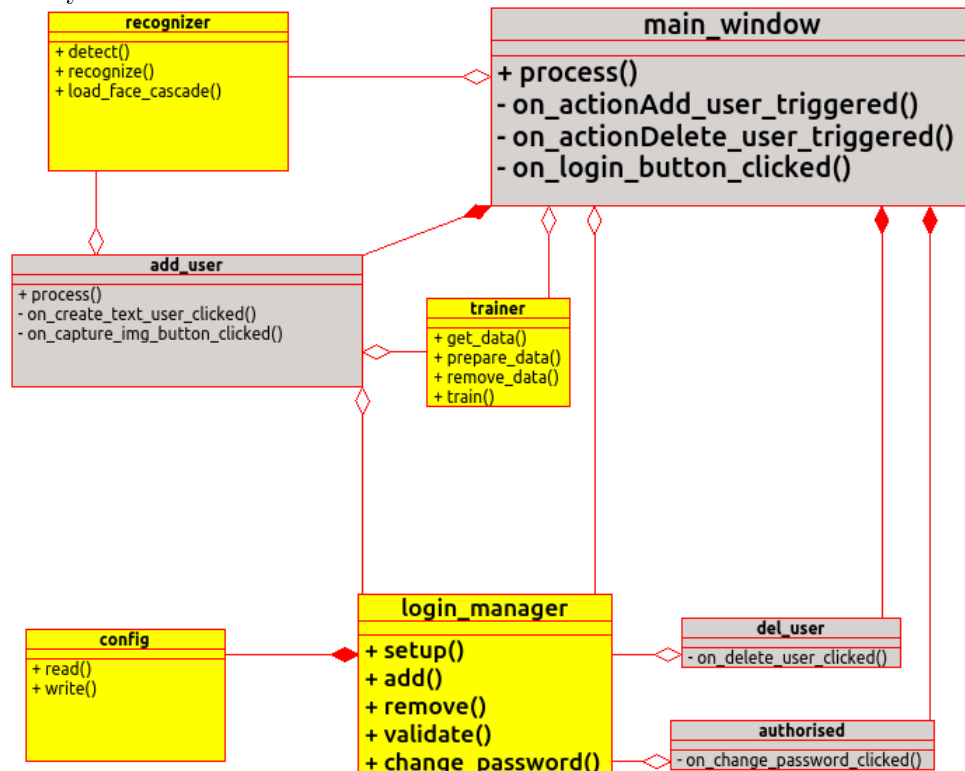 recognizer
+ detect()
+ recognize()
+ load_face_cascade()
main_window
+ process()
- on_actionAdd_user_triggered()
- on_actionDelete_user_triggered()
- on_login_button_clicked()
add_user
+ process()
- on_create_text_user_clicked()
- on_capture_img_button_clicked()
trainer
+ get_data()
+ prepare_data()
+ remove_data()
+ train()
login_manager
+ setup()
+ add()
+ remove()
+ validate()
+ change_password()
config
+ read()
+ write()
del_user
- on_delete_user_clicked()
authorised
- on_change_password_clicked()